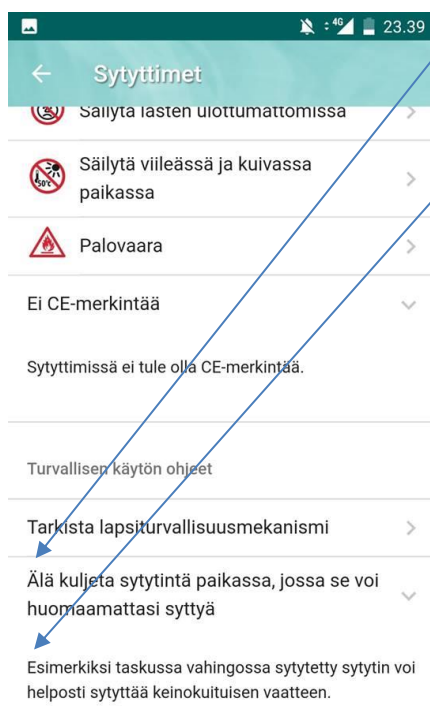 4G 23.39
Sytyttimet
Säilytä lasten ulottumattomissa
Säilytä viileässä ja kuivassa
paikassa
50°C
Palovaara
Ei CE-merkintää
Sytyttimissä ei tule olla CE-merkintää.
Turvallisen käytön ohjeet
Tarkista lapsiturvallisuusmekanismi
Älä kuljeta sytytintä paikassa, jossa se voi
huomaamattasi syttyä
Esimerkiksi taskussa vahingossa sytytetty sytytin voi
helposti sytyttää keinokuituisen vaatteen.